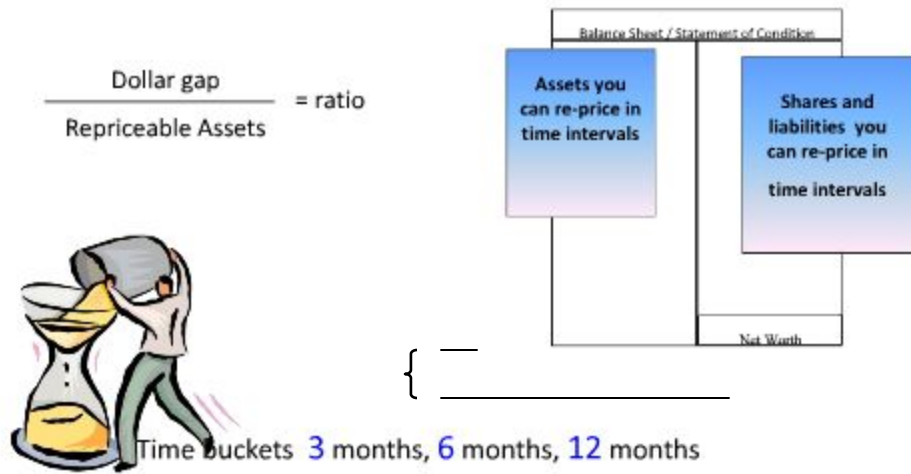 Balance Sheet / Statement of Condition
Dollar gap
Repriceable Assets
= ratio
Assets you
can re-price in
time intervals
Shares and
liabilities you
can re-price in
time intervals
Net Worth
Time buckets 3 months, 6 months, 12 months